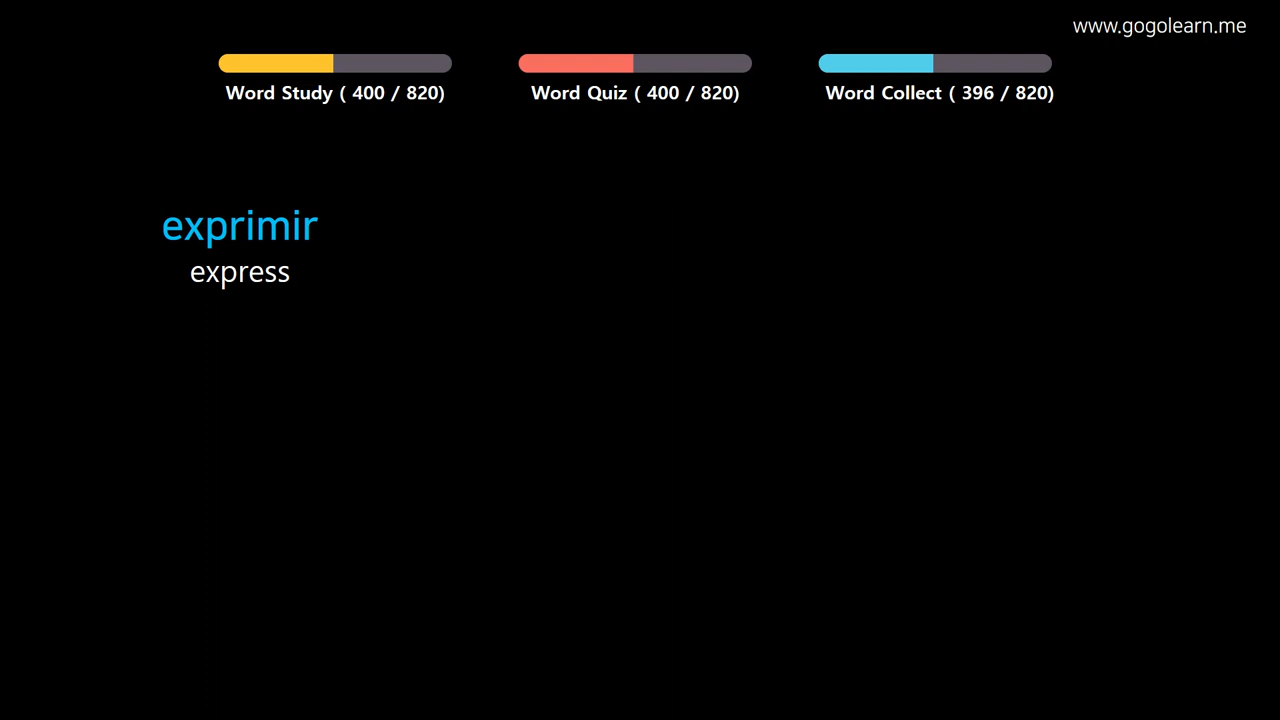 www.gogolearn.me
Word Study ( 400 / 820)
Word Quiz ( 400 / 820)
Word Collect ( 396 / 820)
exprimir
express